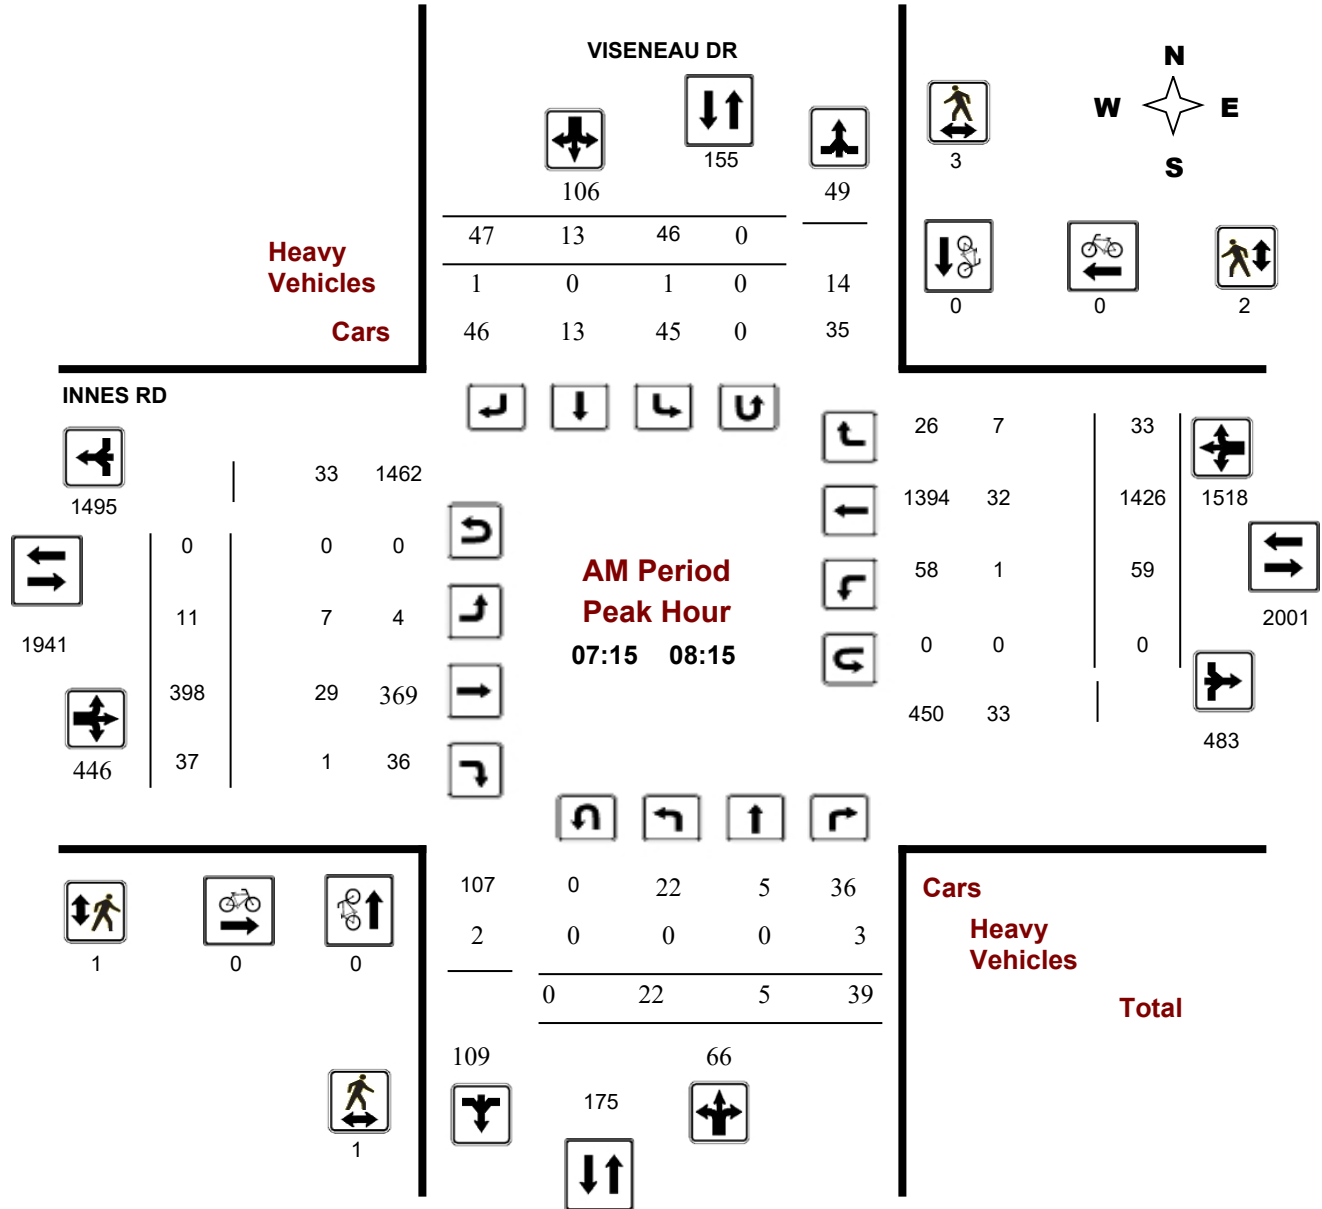 VISENEAU DR
N
W E
S
155
3
106
49
47 13 46 0
Heavy
Vehicles
1 0 1 0 14
0 0 2
Cars
46 13 45 0 35
INNES RD
26 7 33
33 1462
1495
1394 32 1426 1518
0 0 0
AM Period
58 1 59
11 7 4
Peak Hour
2001
1941
07:15 08:15
0 0 0
398 29 369
450 33
483
446 37 1 36
107 0 22 5 36
Cars
2 0 0 0 3
Heavy
Vehicles
1 0 0
0 22 5 39
Total
109 66
175
1